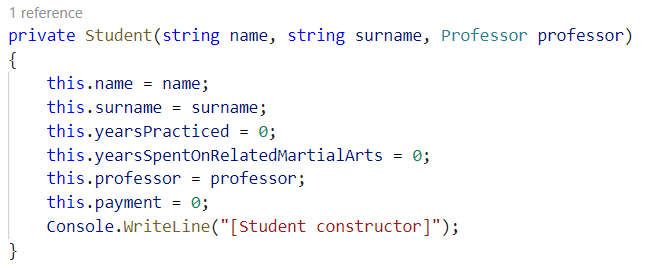 1 reference
private Student(string name, string surname, Professor professor)
{
    this.name = name;
    this.surname = surname;
    this.yearsPracticed = 0;
    this.yearsSpentOnRelatedMartialArts = 0;
    this.professor = professor;
    this.payment = 0;
    Console.WriteLine("[Student constructor]");
}